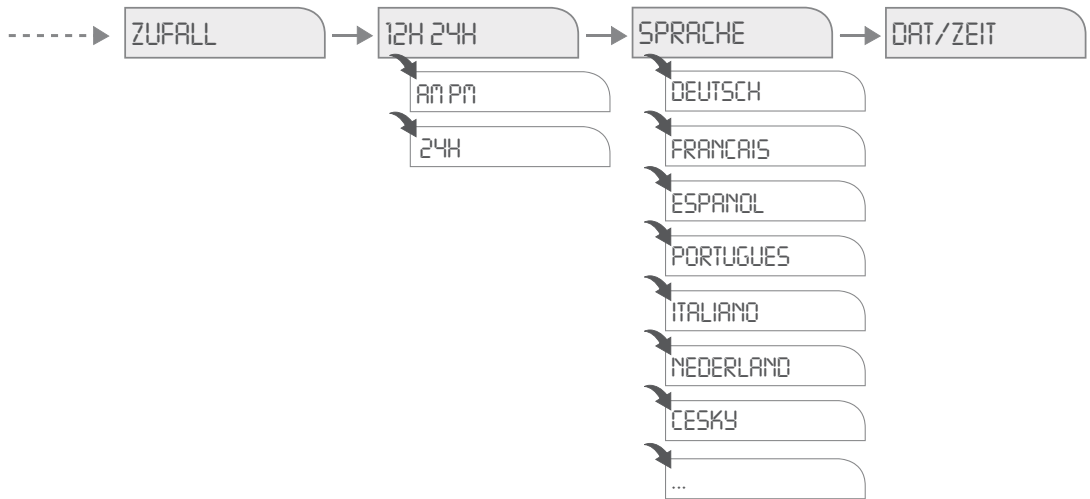 ZUFALL
12H 24H
AM PM
24H
SPRACHE
DEUTSCH
FRANCAIS
ESPANOL
PORTUGUES
ITALIANO
NEDERLAND
CESKY
...
DAT/ZEIT